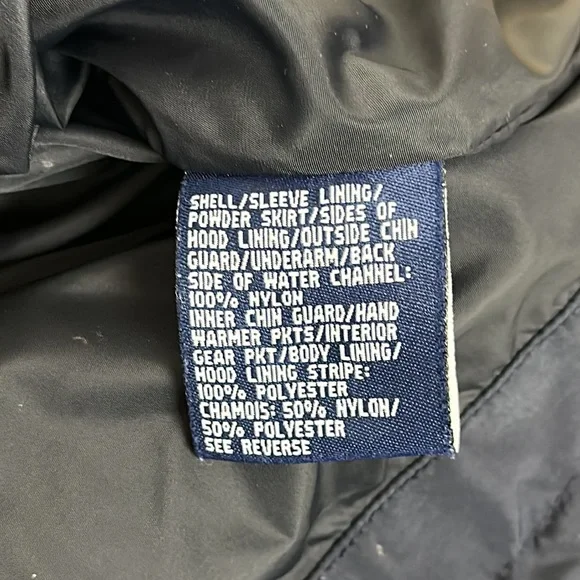 SHELL/SLEEVE LINING/
POWDER SKIRT/SIDES OF
HOOD LINING/OUTSIDE CHIN
GUARD/UNDERARM/BACK
SIDE OF WATER CHANNEL:
100% NYLON
INNER CHIN GUARD/HAND
WARMER PKTS/INTERIOR
GEAR PKT/BODY LINING/
HOOD LINING STRIPE:
100% POLYESTER
CHAMOIS: 50% NYLON/
50% POLYESTER
SEE REVERSE